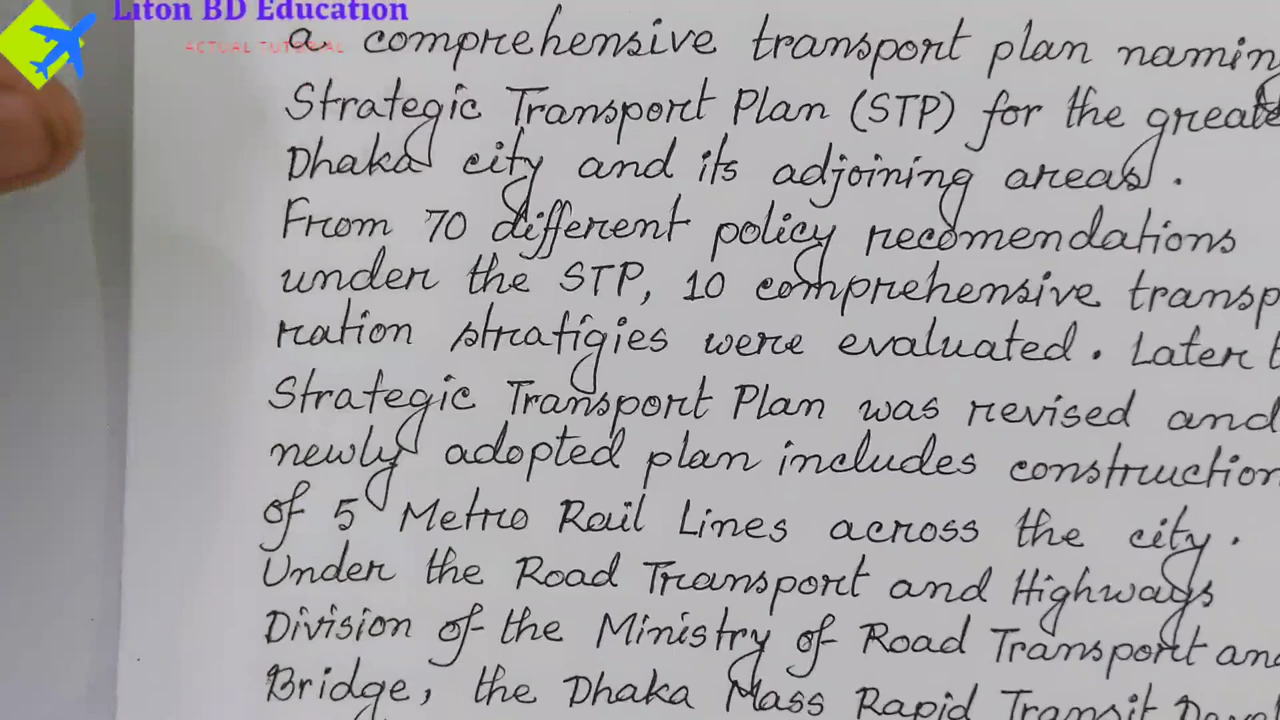 Liton BD Education
ACTUAL TUTORIAL
a comprehensive transport plan namin
Strategic Transport Plan (STP) for the greate
Dhaka city and its adjoining areas.
From 70 different policy recomendations
under the STP, 10 comprehensive transp
ration stratigies were evaluated. Later t
Strategic Transport Plan was revised and
newly adopted plan includes construction
of 5 Metro Rail Lines across the city.
Under the Road Transport and Highways
Division of the Ministry of Road Transport and
Bridge, the Dhaka Mass Rapid Transit Devel